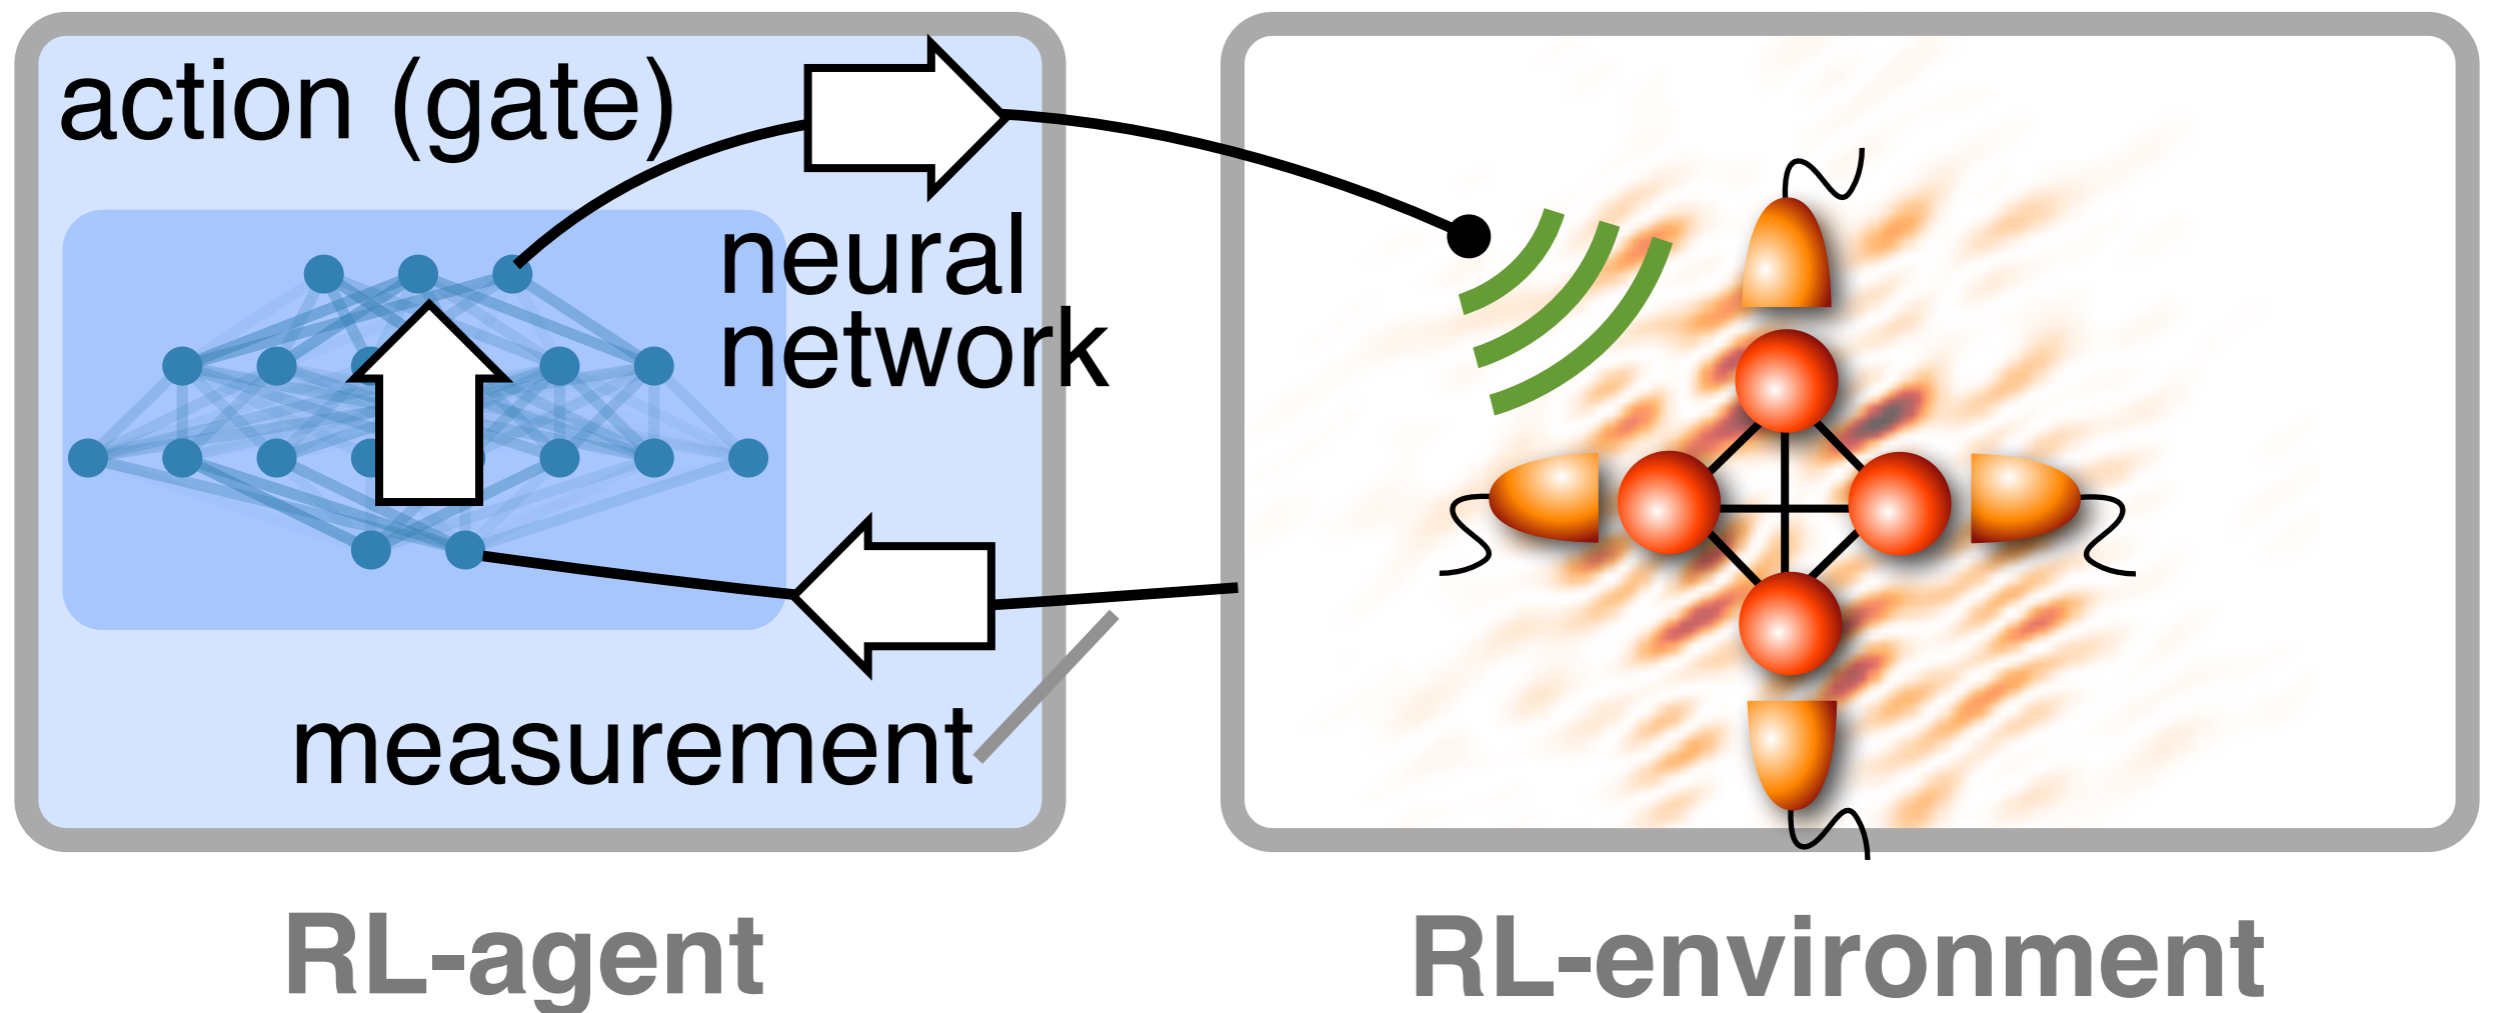 action (gate)
neural
network
measurement
RL-agent
RL-environment